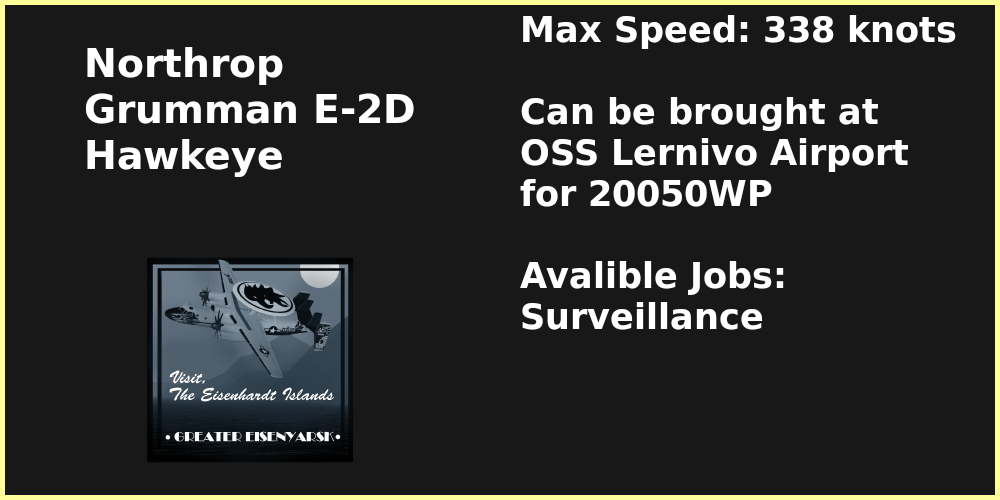 Northrop
Grumman E-2D
Hawkeye
Max Speed: 338 knots
Can be brought at
OSS Lernivo Airport
for 20050WP
Avalible Jobs:
Surveillance
Visit,
The Eisenhardt Islands
• GREATER EISENYARSK•